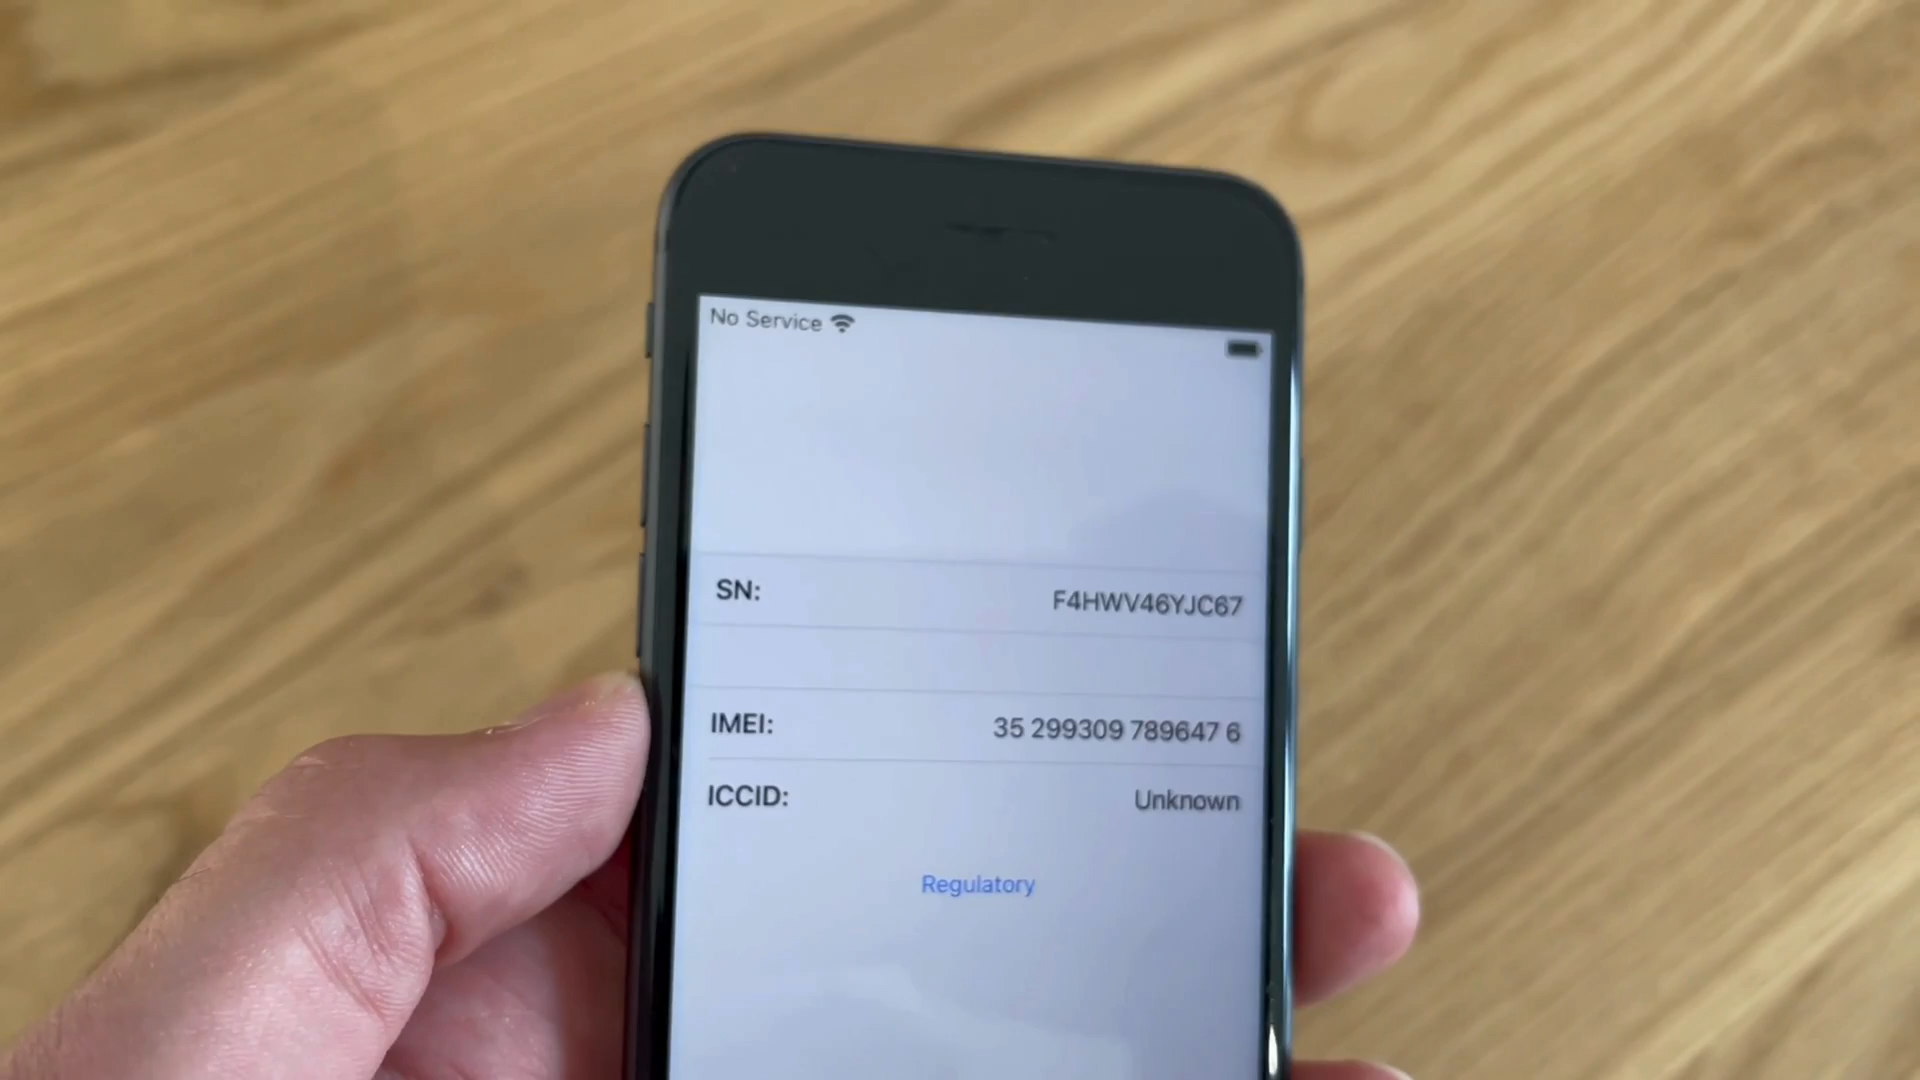 No Service
SN: F4HWV46YJC67
IMEI: 35 299309 789647 6
ICCID: Unknown
Regulatory